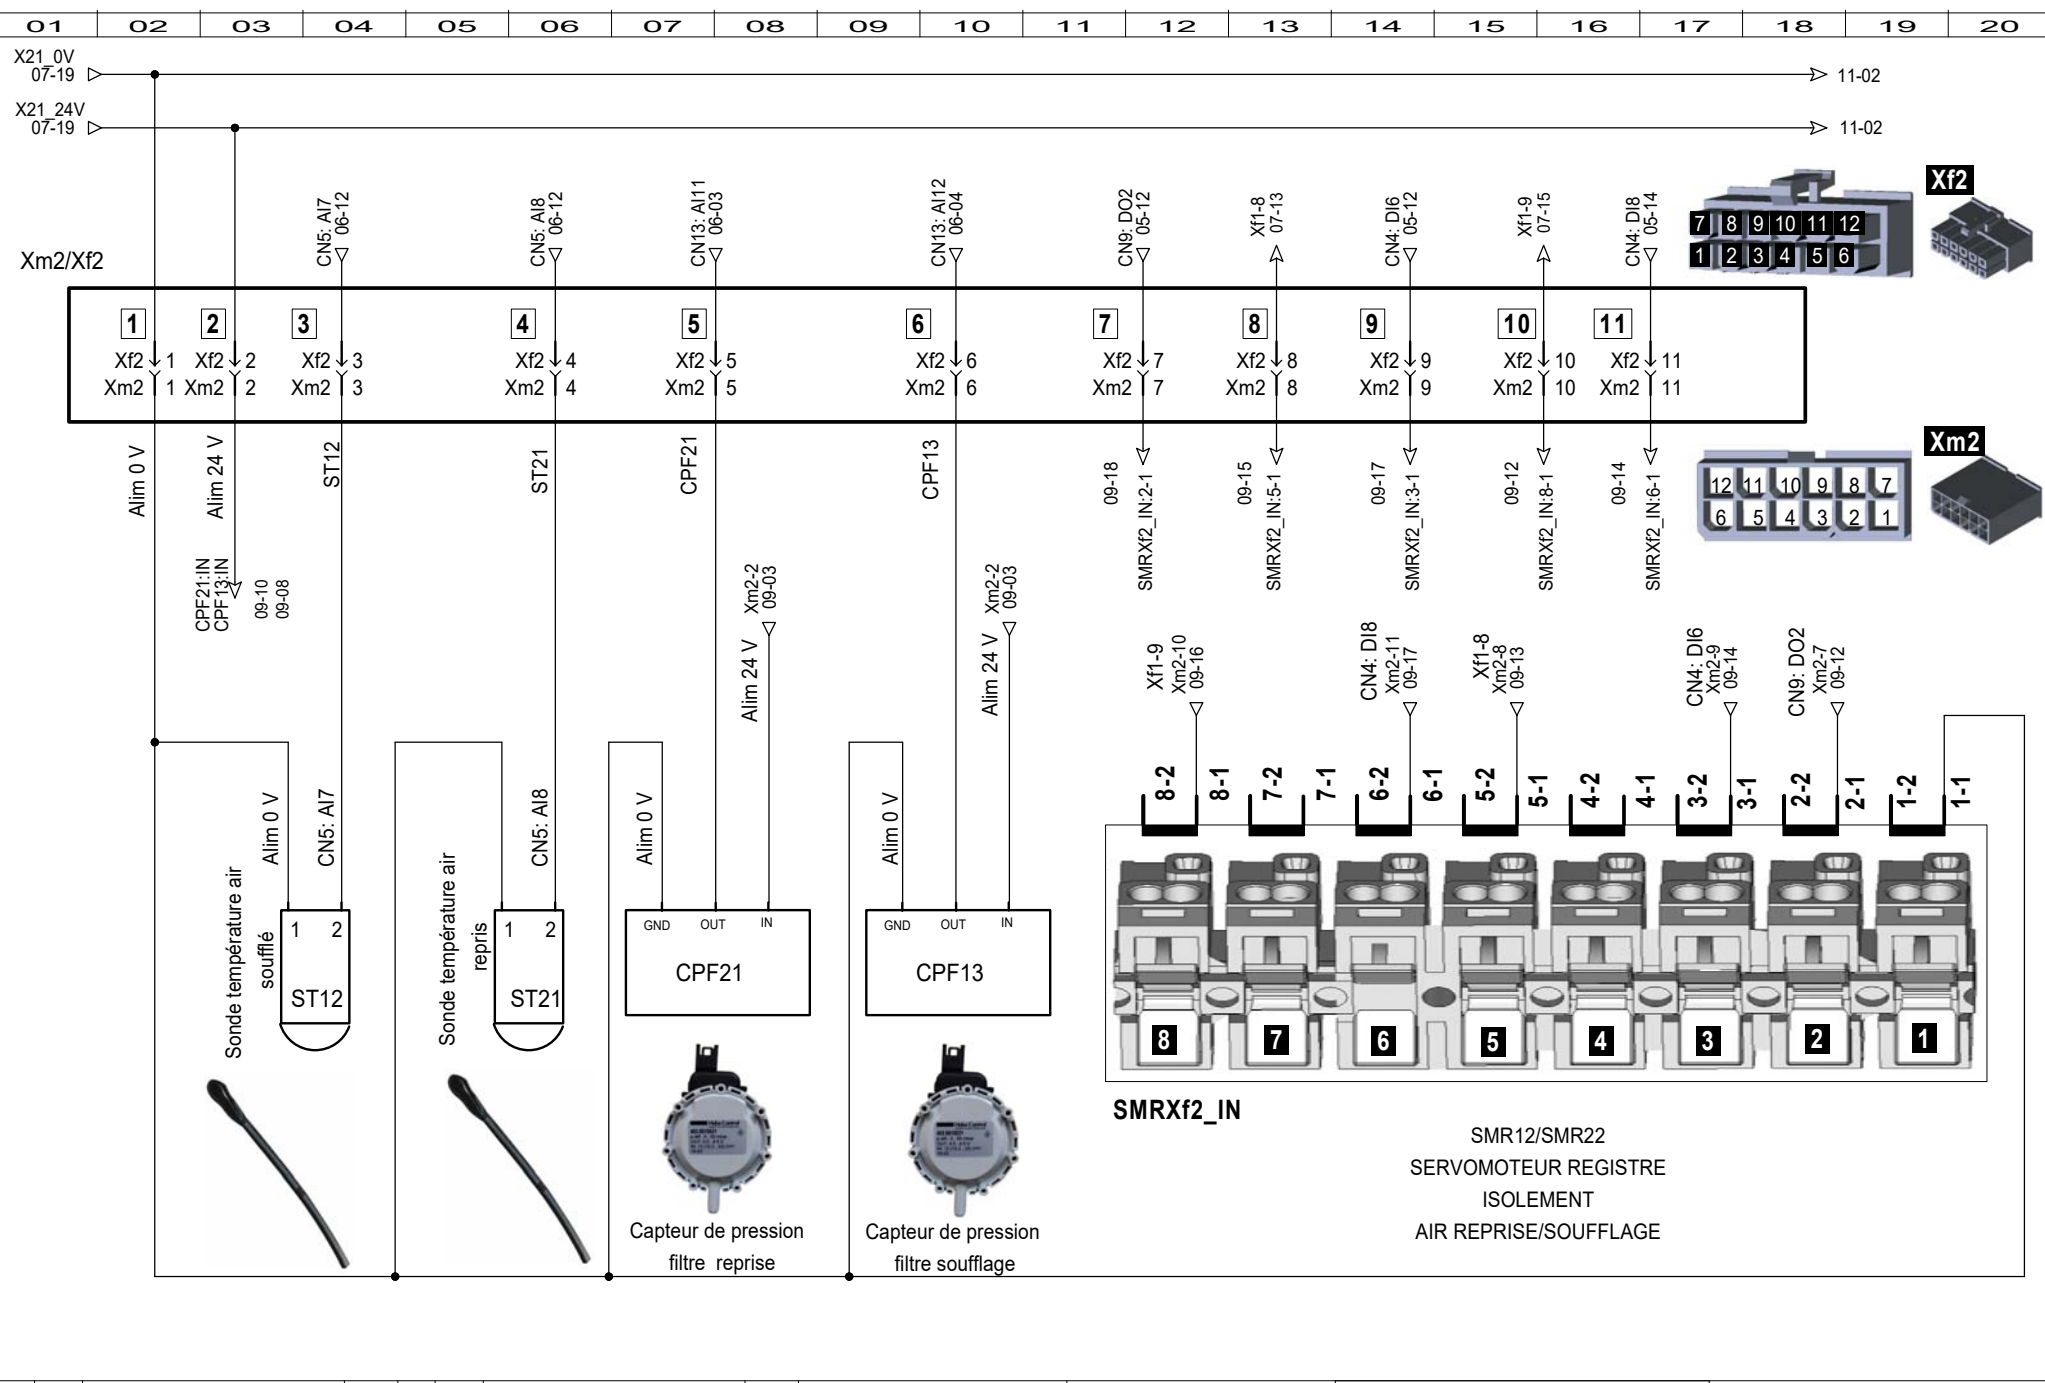 01 02 03 04 05 06 07 08 09 10 11 12 13 14 15 16 17 18 19 20
X21_0V
07-19
11-02
X21_24V
07-19
11-02
Xm2/Xf2
CN5: AI7
06-12
CN5: AI8
06-12
CN13: AI11
06-03
CN13: AI12
06-04
CN9: DO2
05-12
Xf1-8
07-13
CN4: DI6
05-12
Xf1-9
07-15
CN4: DI8
05-14
Xf2
7 8 9 10 11 12
1 2 3 4 5 6
1 2 3 4 5 6 7 8 9 10 11
Xf2 1 Xf2 2 Xf2 3 Xf2 4 Xf2 5 Xf2 6 Xf2 7 Xf2 8 Xf2 9 Xf2 10 Xf2 11
Xm2 1 Xm2 2 Xm2 3 Xm2 4 Xm2 5 Xm2 6 Xm2 7 Xm2 8 Xm2 9 Xm2 10 Xm2 11
Xm2
12 11 10 9 8 7
6 5 4 3 2 1
Alim 0 V
Alim 24 V
ST12
ST21
CPF21
CPF13
09-18
SMRXf2_IN:2-1
09-15
SMRXf2_IN:5-1
09-17
SMRXf2_IN:3-1
09-12
SMRXf2_IN:8-1
09-14
SMRXf2_IN:6-1
CPF21:IN
CPF13:IN
09-10
09-08
Xm2-2
09-03
Alim 24 V
Xm2-2
09-03
Alim 24 V
Xf1-9
Xm2-10
09-16
CN4: DI8
Xm2-11
09-17
Xf1-8
Xm2-8
09-13
CN4: DI6
Xm2-9
09-14
CN9: DO2
Xm2-7
09-12
8-2 8-1 7-2 7-1 6-2 6-1 5-2 5-1 4-2 4-1 3-2 3-1 2-2 2-1 1-2 1-1
Alim 0 V
CN5: AI7
CN5: AI8
Alim 0 V
Alim 0 V
Sonde température air
soufflé
1 2
ST12
Sonde température air
repris
1 2
ST21
GND OUT IN
CPF21
GND OUT IN
CPF13
8 7 6 5 4 3 2 1
SMRXf2_IN
SMR12/SMR22
SERVOMOTEUR REGISTRE
ISOLEMENT
AIR REPRISE/SOUFFLAGE
Capteur de pression
filtre reprise
Capteur de pression
filtre soufflage